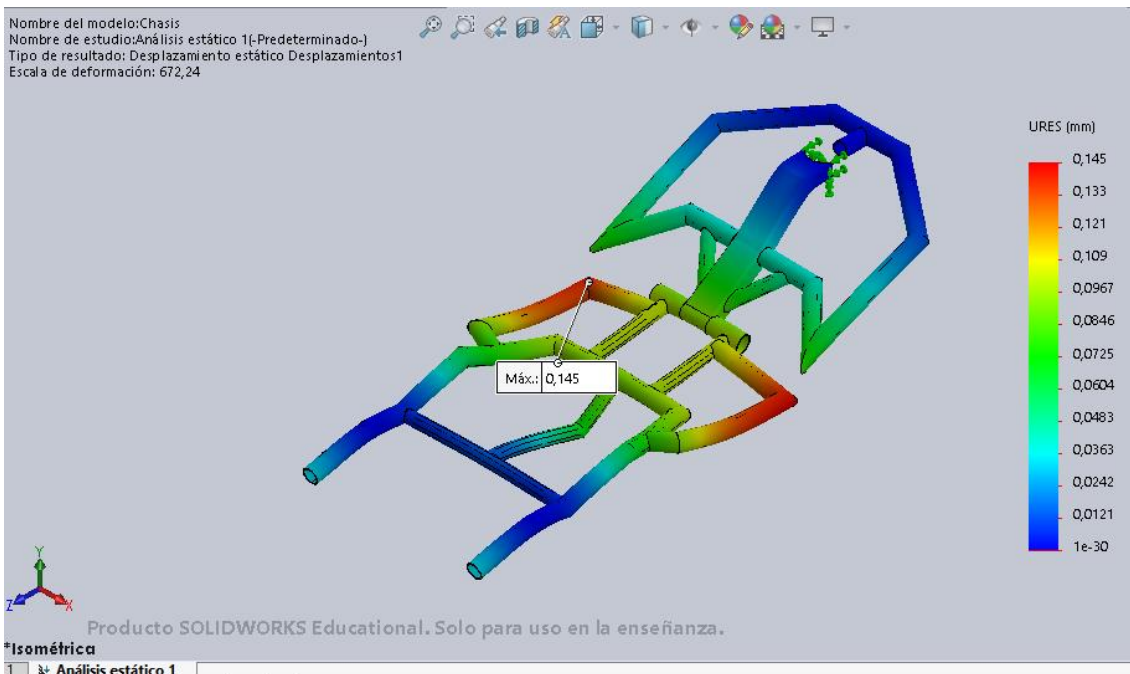 Nombre del modelo:Chasis
Nombre de estudio:Análisis estático 1(-Predeterminado-)
Tipo de resultado: Desplazamiento estático Desplazamientos1
Escala de deformación: 672,24
URES (mm)
0,145
0,133
0,121
0,109
0,0967
0,0846
0,0725
0,0604
0,0483
0,0363
0,0242
0,0121
1e-30
Máx.: 0,145
Y
Z
X
Producto SOLIDWORKS Educational. Solo para uso en la enseñanza.
*Isométrica
1 Análisis estático 1